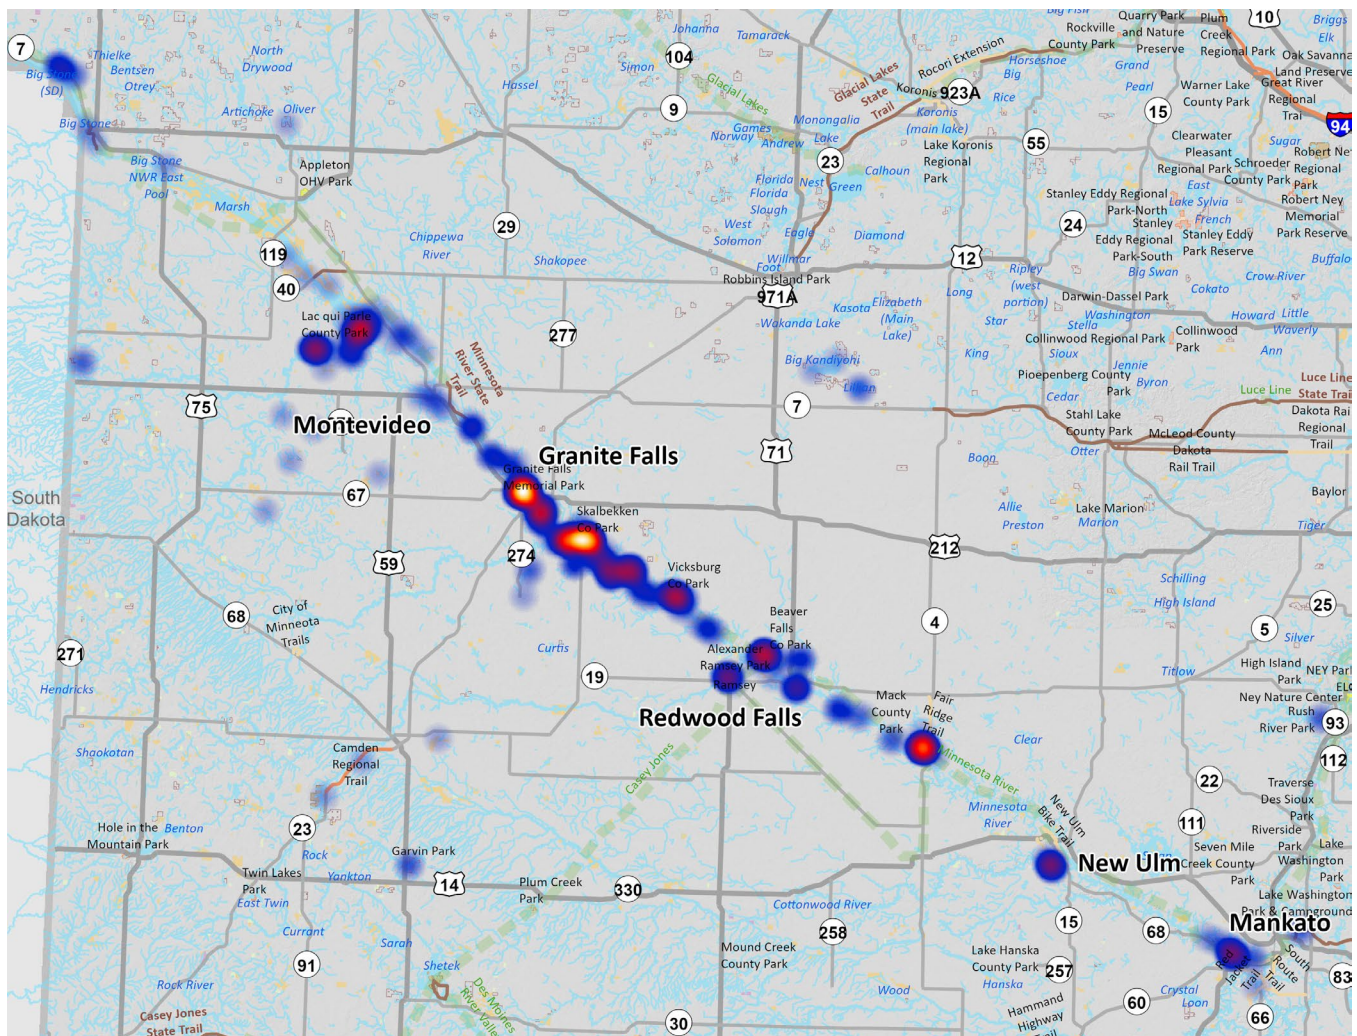 7
Thielke
Bentsen
Otrey
North
Drywood
Big Stone
(SD)
Artichoke
Oliver
Big Stone
Big Stone
NWR East
Pool
Marsh
Appleton
OHV Park
Hassel
Johanna
Tamarack
104
Simon
Glacial Lakes
9
Norway
Games
Andrew
Monongalia
Lake
Glacial Lakes
State
Trail
23
Florida
Nest
Green
Calhoun
Florida
Slough
West
Solomon
Eagle
Willmar
Foot
Robbins Island Park
Diamond
Rocori Extension
Koronis
923A
Koronis
(main lake)
Lake Koronis
Regional
Park
Big Fish
Rockville
County Park
Quarry Park
and Nature
Preserve
Plum
Creek
Regional Park
10
Briggs
Elk
Oak Savanna
Land Preserve
Horseshoe
Big
Rice
Grand
Pearl
15
Warner Lake
County Park
Great River
Regional
Trai
94
55
Clearwater
Pleasant
Regional Park
Sugar
Schroeder
County Park
Robert Ney
Regional
Park
Robert Ney
Memorial
Park Reserve
Stanley Eddy Regional
Park-North
24
Stanley
Eddy Regional
Park-South
East
Lake Sylvia
French
Stanley Eddy
Park Reserve
Buffalo
29
Chippewa
River
Shakopee
119
40
12
971A
Ripley
(west
portion)
Big Swan
Crow River
Cokato
Darwin-Dassel Park
Long
Star
Stella
Washington
Howard
Little
Waverly
Collinwood Regional Park
Collinwood
Park
Ann
Kasota
Elizabeth
(Main
Lake)
Wakanda Lake
King
Sioux
Jennie
Byron
Pioepenberg County
Park
Cedar
Big Kandiyohi
Lillian
Lac qui Parle
County Park
277
Minnesota
River State
Trail
75
7
Luce Line
Luce Line
State Trail
Stahl Lake
County Park
McLeod County
Dakota
Rail Trail
Dakota Rai
Regional
Trail
Otter
Boon
Montevideo
Granite Falls
71
Granite Falls
Memorial Park
67
South
Dakota
Skalbekken
Co Park
Baylor
Allie
Preston
Lake Marion
Marion
Tiger
274
59
212
Vicksburg
Co Park
Schilling
High Island
25
5
Silver
68
City of
Minneota
Trails
Beaver
Falls
Co Park
4
Curtis
Alexander
Ramsey Park
Ramsey
19
271
Hendricks
Titlow
High Island
Park
NEY Park
Ney Nature Center
Rush
River Park
93
Redwood Falls
Mack
County
Park
Fair
Ridge
Trail
Clear
Minnesota River
112
Shaokotan
Camden
Regional
Trail
Casey Jones
22
Traverse
Des Sioux
Park
Minnesota
River
New Ulm
Bike Trail
111
Hole in the
Mountain Park
Benton
23
Rock
Yankton
Garvin Park
Riverside
Park
Lake
Washington
Park
Seven Mile
Creek County
Park
New Ulm
Twin Lakes
Park
East Twin
14
Plum Creek
Park
330
Lake Washington
Park & Campground
Cottonwood River
Mankato
15
68
Currant
Sarah
258
Mound Creek
County Park
Lake Hanska
County Park
257
Hanska
Red
Jacket
Trail
South
Route
Trail
83
91
Shetek
Rock River
Des Moines
River Valley
Wood
Crystal
Loon
60
66
Casey Jones
State Trail
30
Hammand
Highway